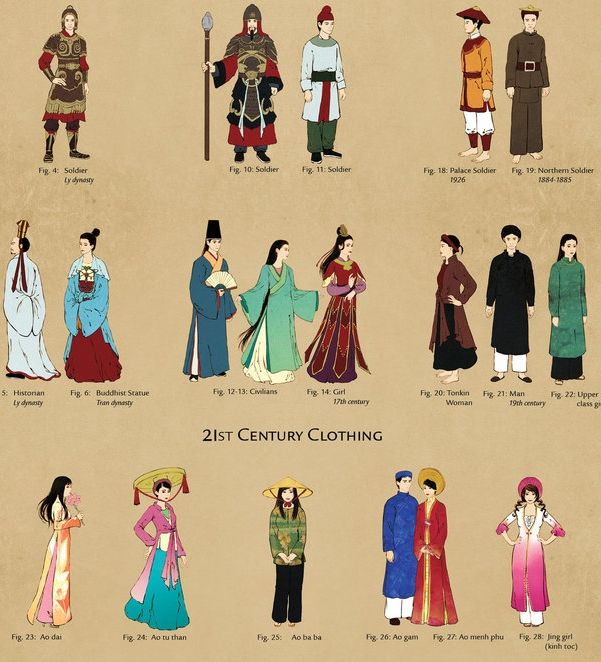 Fig. 4: Soldier
Ly dynasty
Fig. 10: Soldier
Fig. 11: Soldier
Fig. 18: Palace Soldier
1926
Fig. 19: Northern Soldier
1884-1885
5: Historian
Ly dynasty
Fig. 6: Buddhist Statue
Tran dynasty
Fig. 12-13: Civilians
Fig. 14: Girl
17th century
Fig. 20: Tonkin
Woman
Fig. 21: Man
19th century
Fig. 22: Upper
class gi
21st Century Clothing
Fig. 23: Ao dai
Fig. 24: Ao tu than
Fig. 25: Ao ba ba
Fig. 26: Ao gam
Fig. 27: Ao menh phu
Fig. 28: Jing girl
(kinh toc)